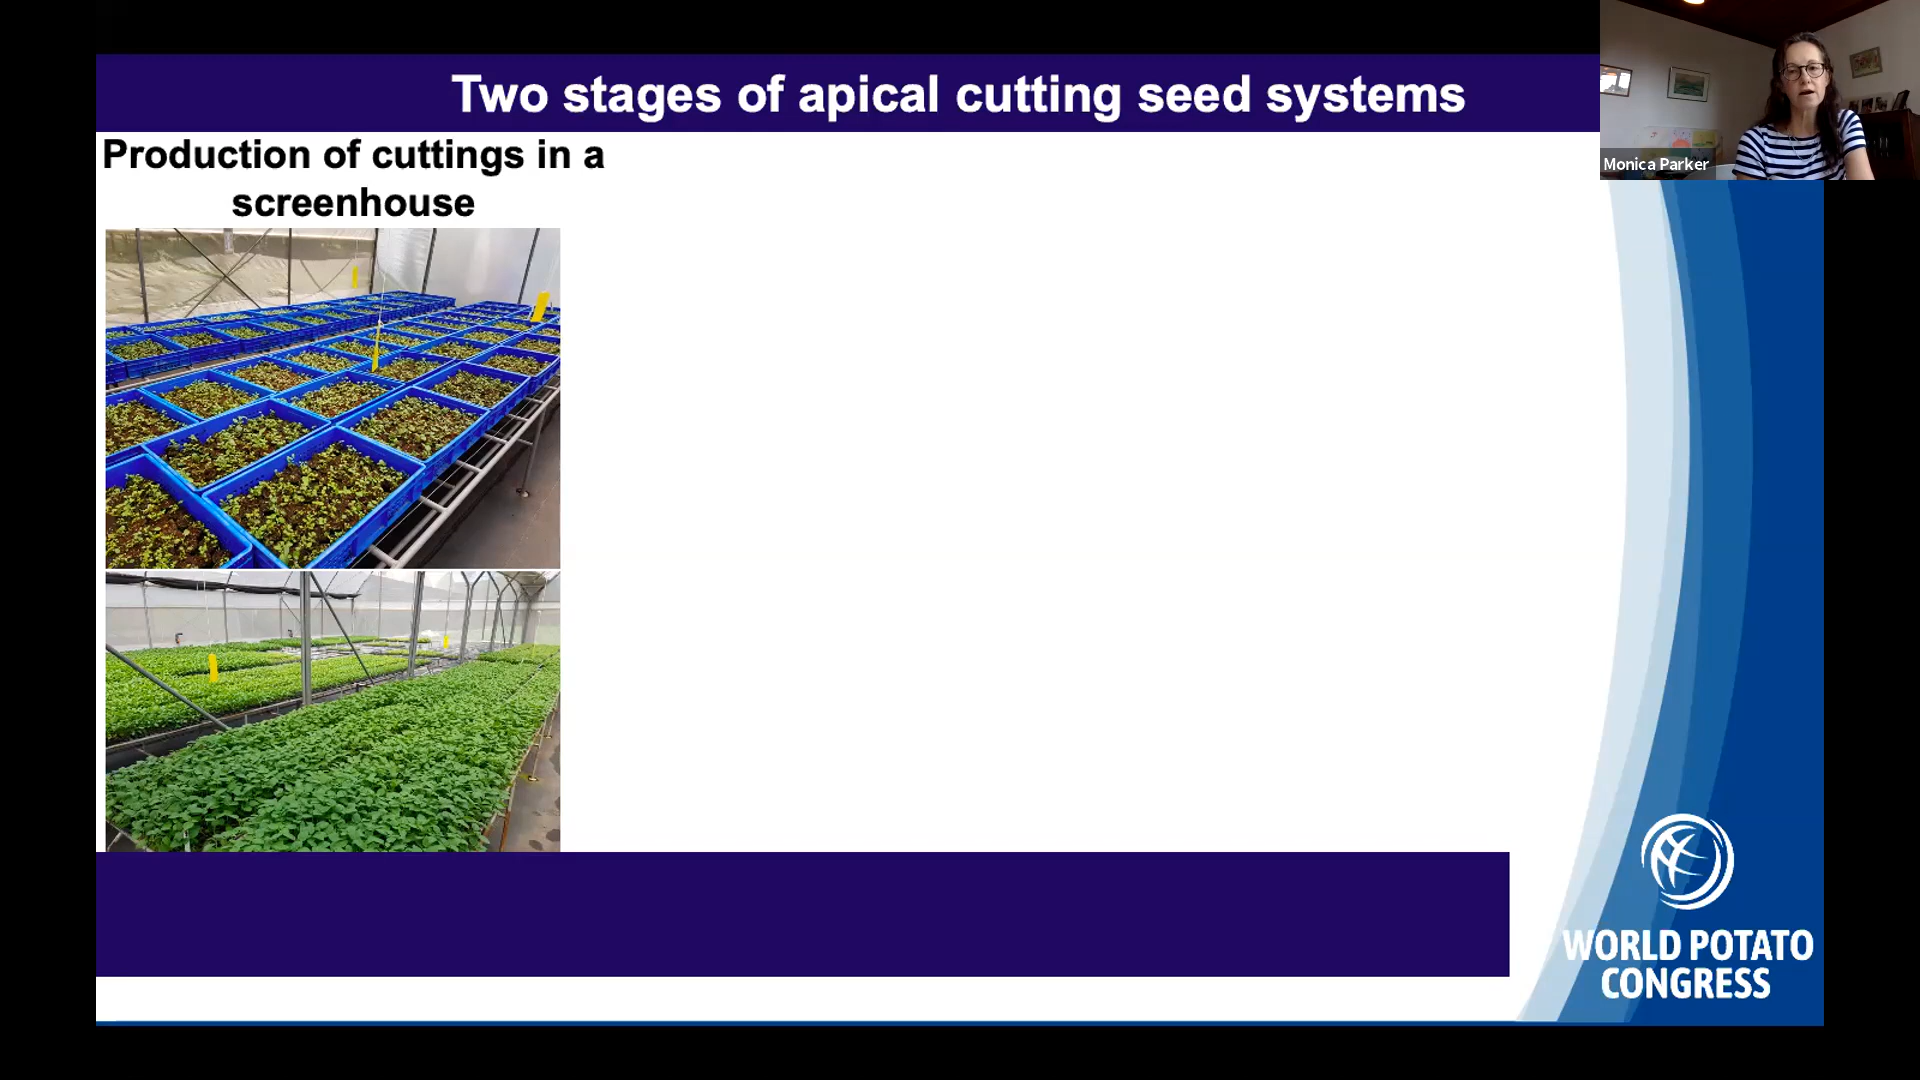 Two stages of apical cutting seed systems
Production of cuttings in a
screenhouse
Monica Parker
WORLD POTATO
CONGRESS